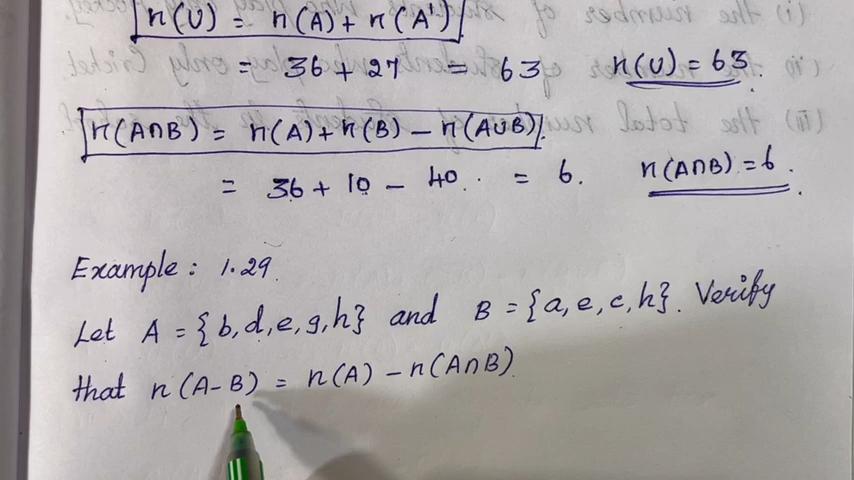 n(U) = n(A) + n(A')
= 36 + 27 = 63 n(U) = 63.
n(A∩B) = n(A) + n(B) - n(A∪B).
= 36 + 10 - 40. = 6. n(A∩B) = 6.
Example: 1.29.
Let A = {b, d, e, g, h} and B = {a, e, c, h}. Verify
that n(A-B) = n(A) - n(A∩B)